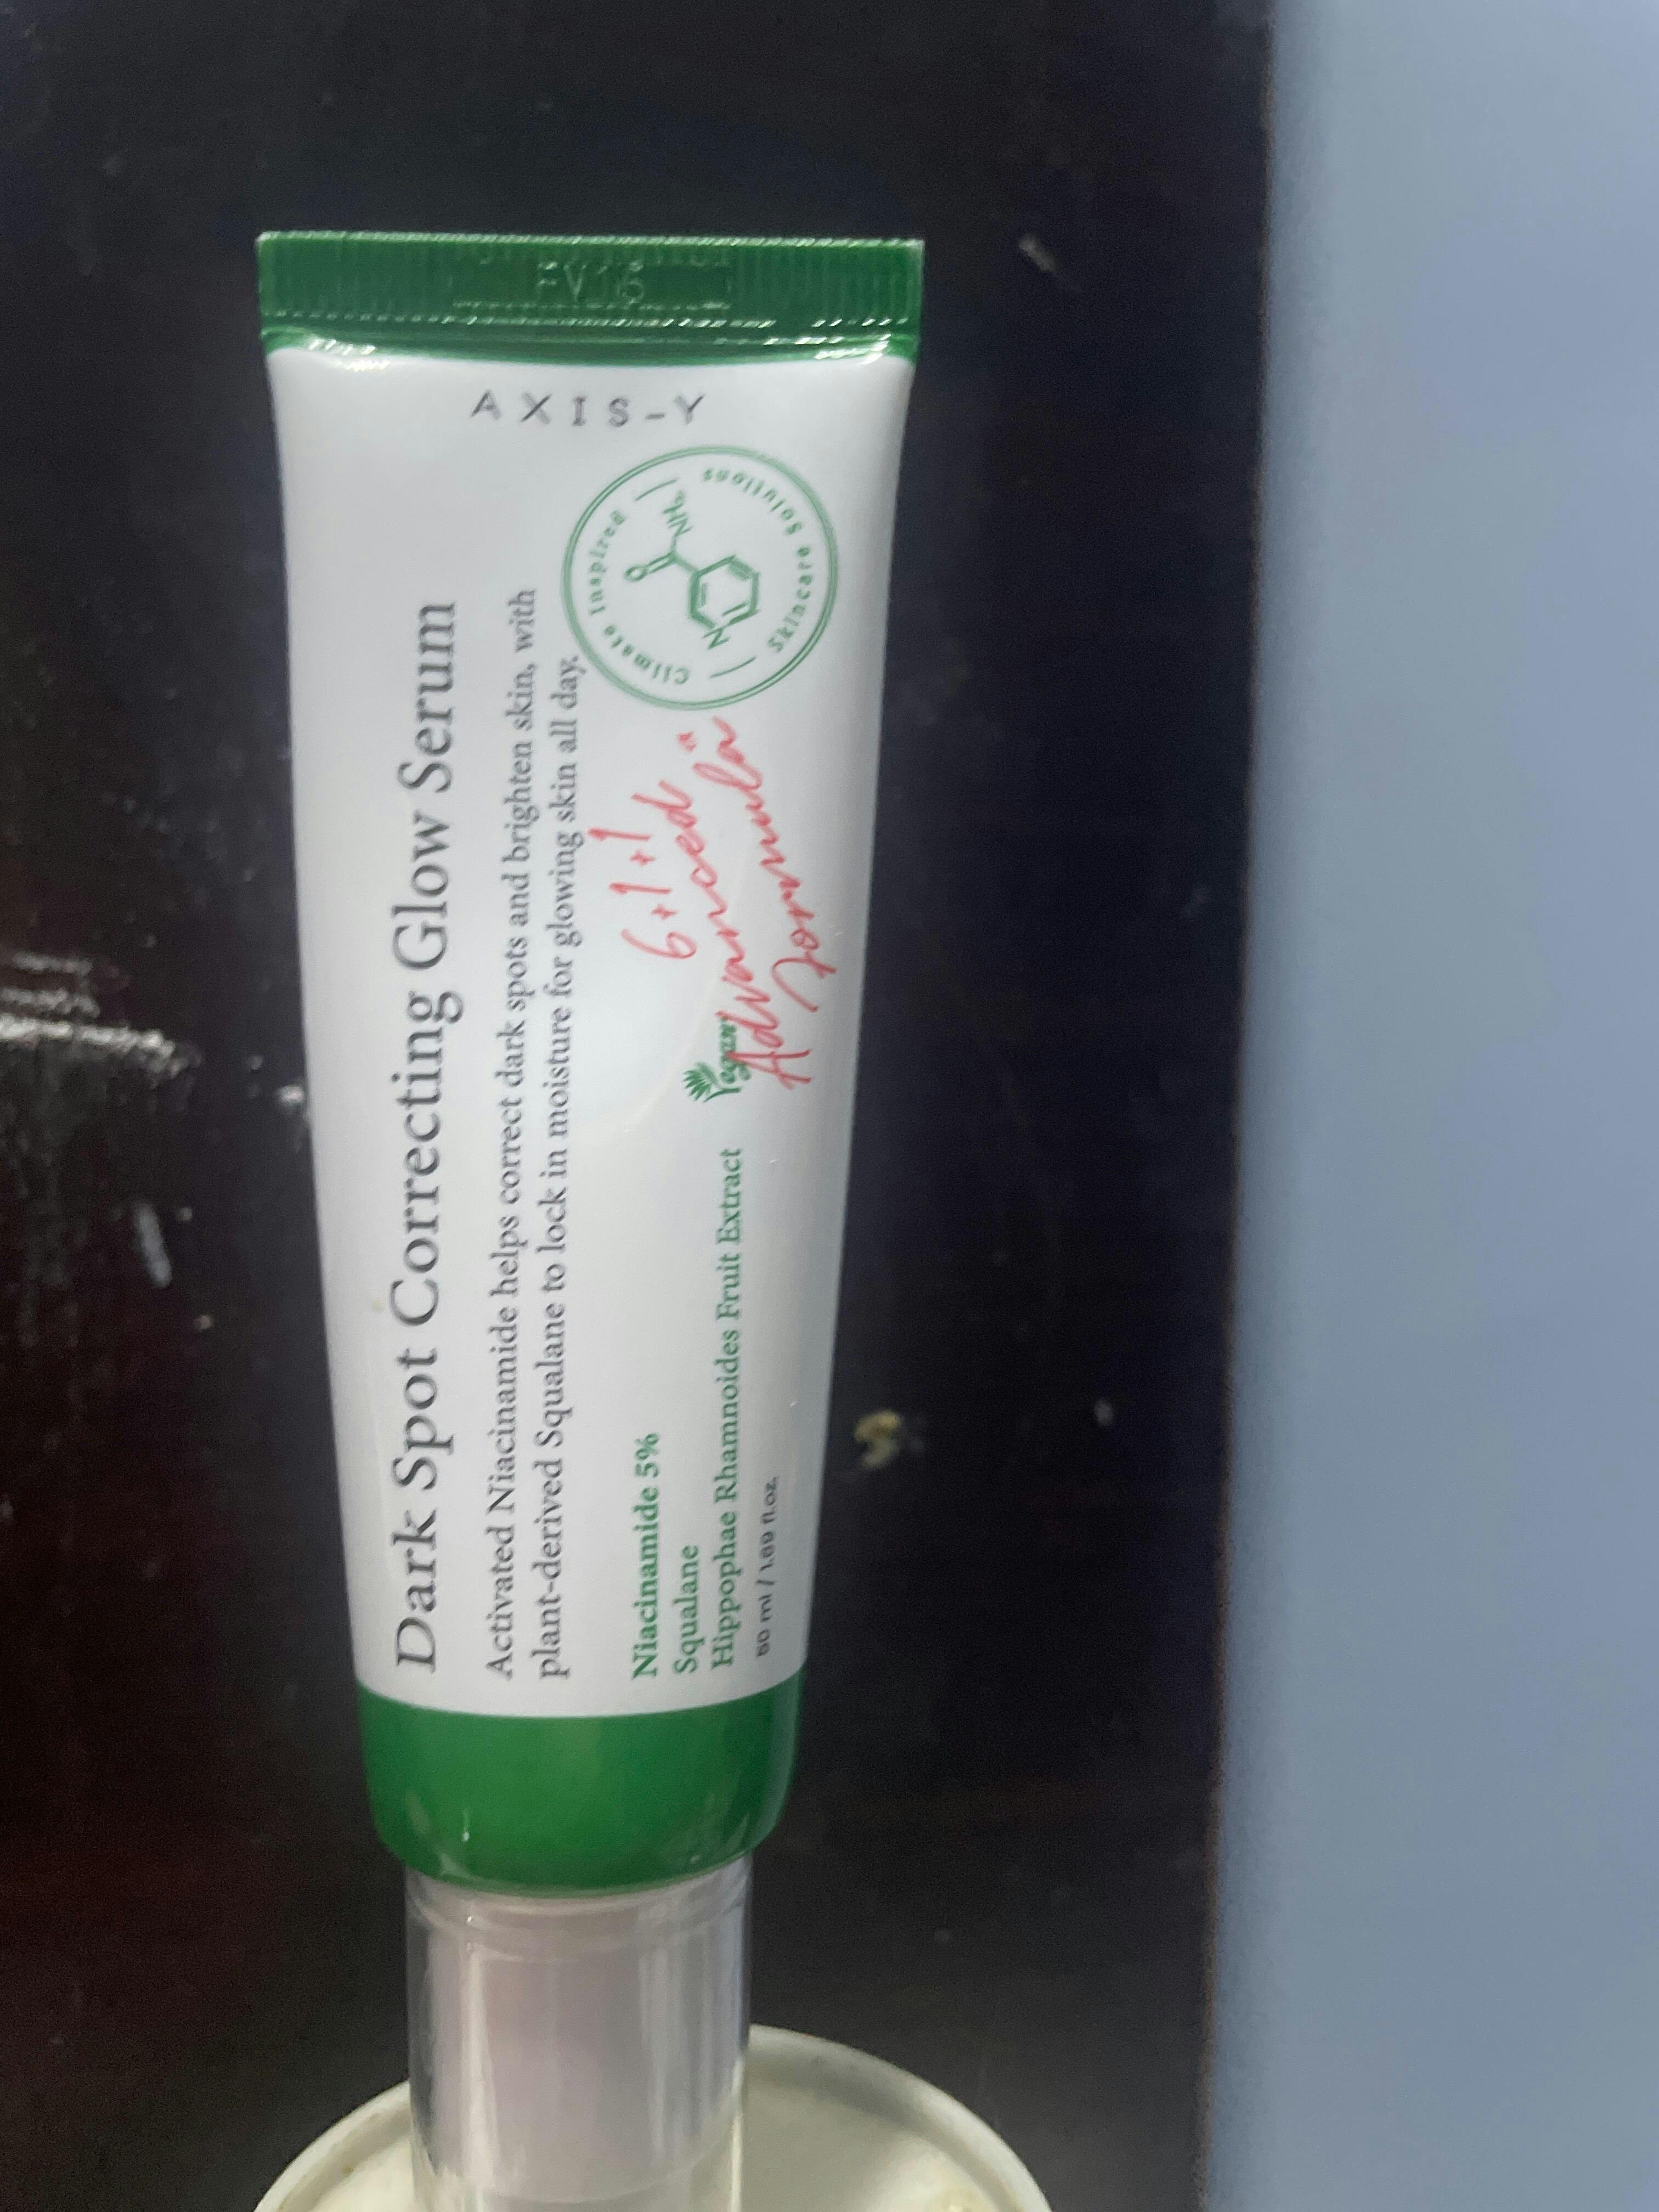 AXIS-Y
Dark Spot Correcting Glow Serum
Activated Niacinamide helps correct dark spots and brighten skin, with
plant-derived Squalane to lock in moisture for glowing skin all day.
Climate Inspired
Skincare Solutions
O
NH₂
N
6+1+1
Advanced"
formula
Vegan
Niacinamide 5%
Squalane
Hippophae Rhamnoides Fruit Extract
50 ml / 1.69 fl.oz.